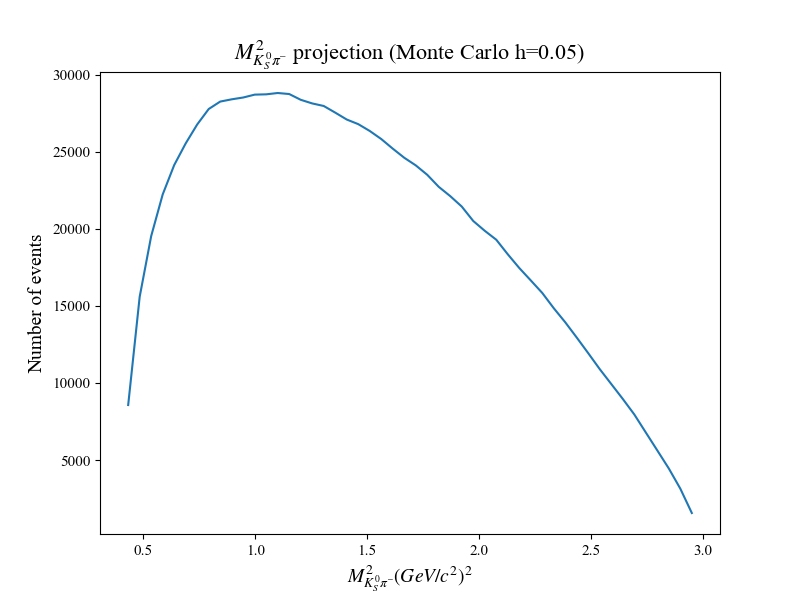 $M^2_{K^0_S\pi^-}$ projection (Monte Carlo h=0.05)
Number of events
30000
25000
20000
15000
10000
5000
0.5 1.0 1.5 2.0 2.5 3.0
$M^2_{K^0_S\pi^-}(GeV/c^2)^2$